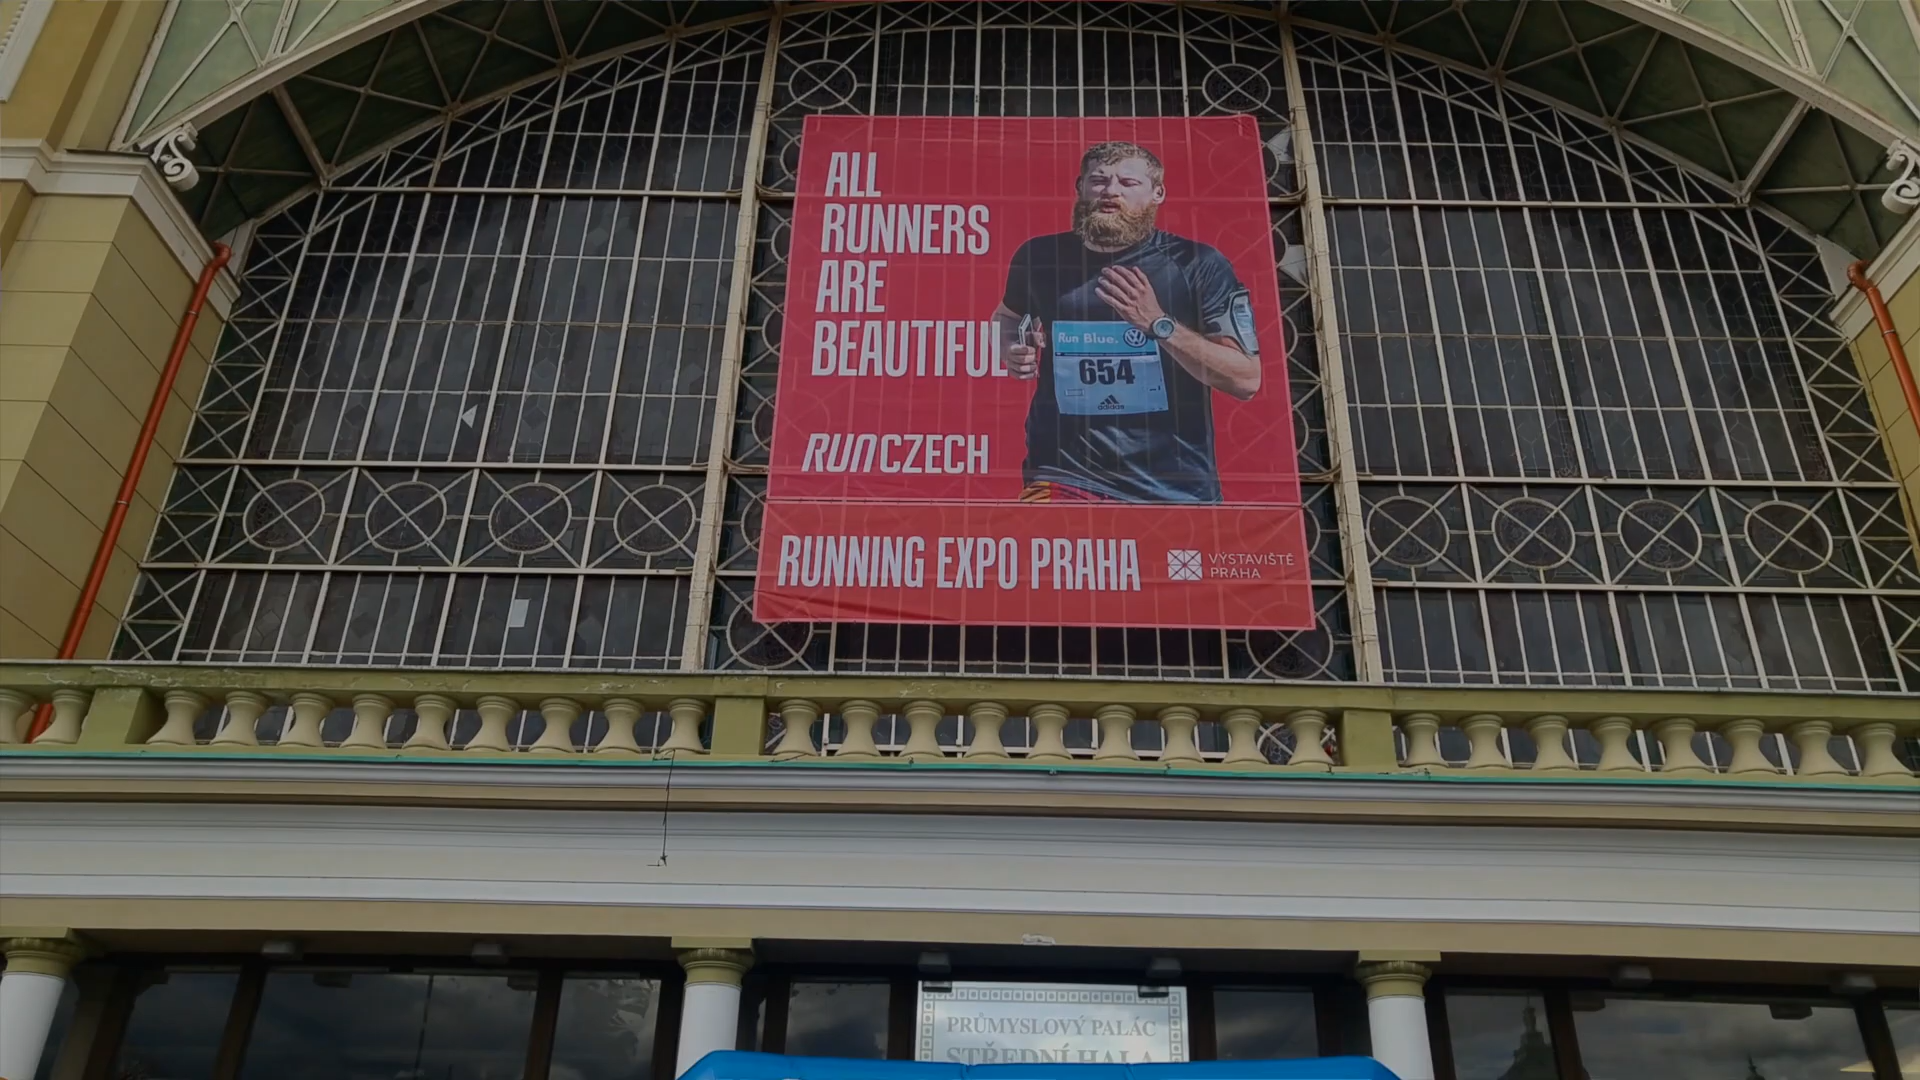 ALL
RUNNERS
ARE
BEAUTIFUL
RUNCZECH
Run Blue.
654
adidas
RUNNING EXPO PRAHA
VÝSTAVIŠTĚ
PRAHA
PRŮMYSLOVÝ PALÁC
STŘEDNÍ HALA